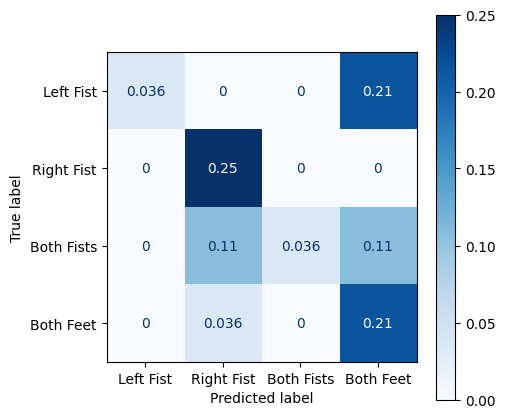 Left Fist 0.036 0 0 0.21
Right Fist 0 0.25 0 0
Both Fists 0 0.11 0.036 0.11
Both Feet 0 0.036 0 0.21
True label
Left Fist Right Fist Both Fists Both Feet
Predicted label
0.25
0.20
0.15
0.10
0.05
0.00